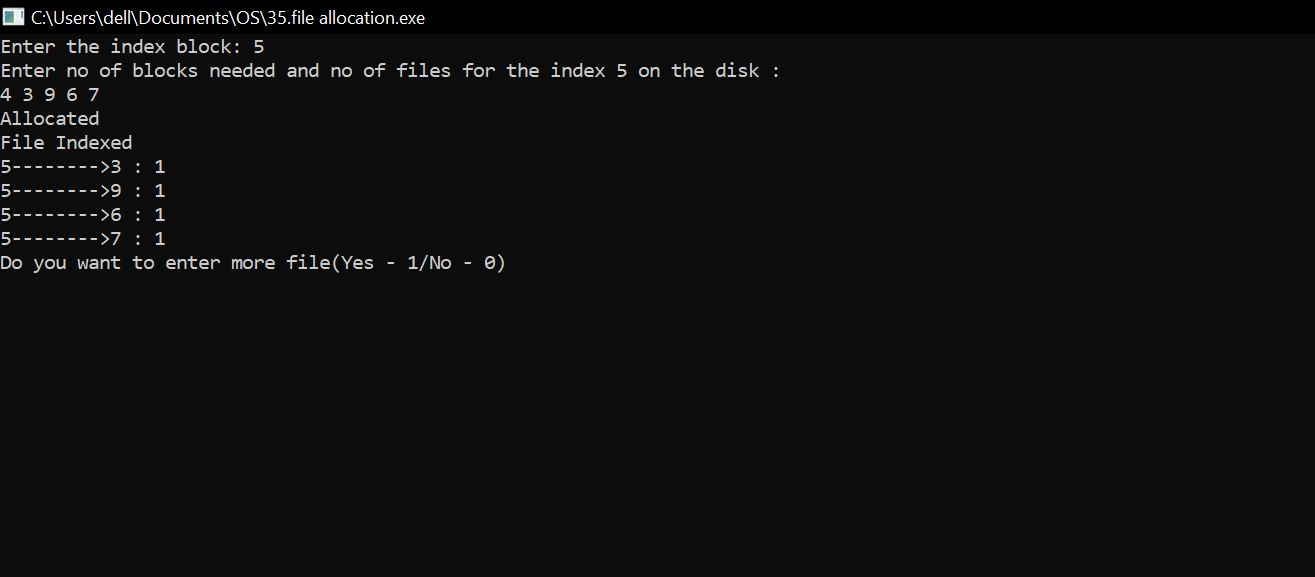 C:\Users\dell\Documents\OS\35.file allocation.exe
Enter the index block: 5
Enter no of blocks needed and no of files for the index 5 on the disk :
4 3 9 6 7
Allocated
File Indexed
5-------->3 : 1
5-------->9 : 1
5-------->6 : 1
5-------->7 : 1
Do you want to enter more file(Yes - 1/No - 0)